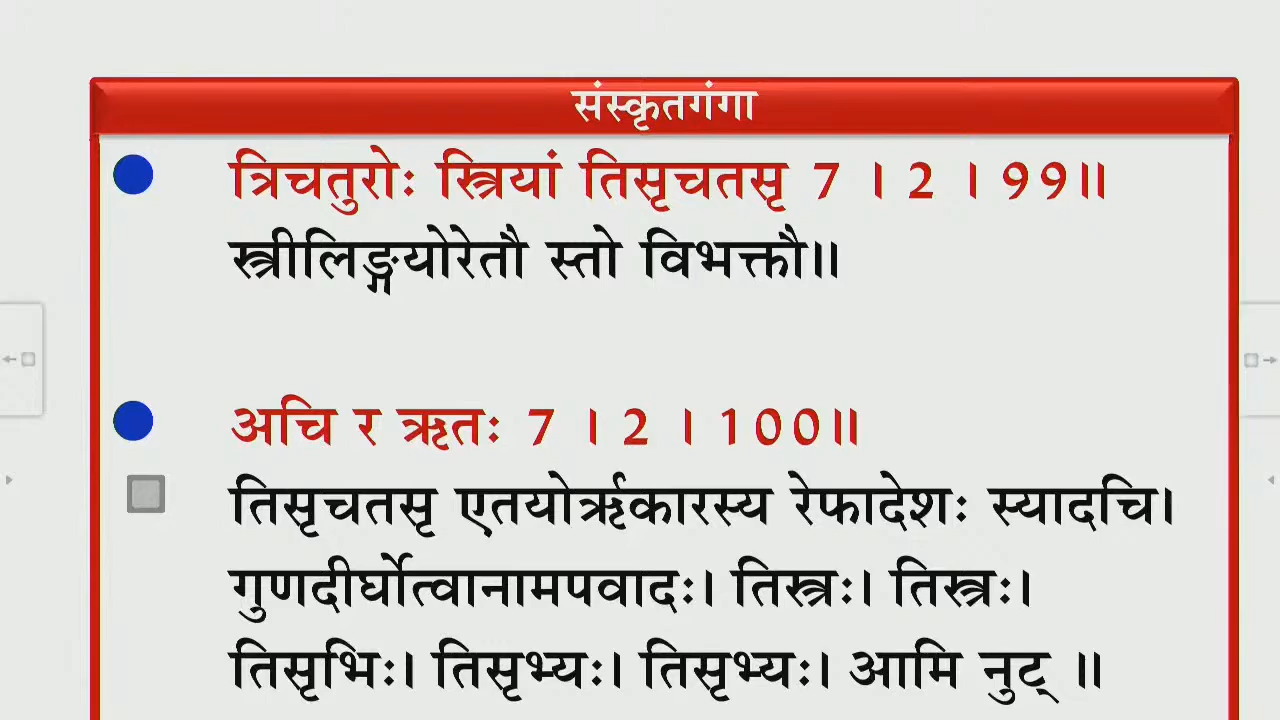 संस्कृतगंगा
त्रिचतुरोः स्त्रियां तिसृचतसृ 7 । 2 । 99॥
स्त्रीलिङ्गयोरेतौ स्तो विभक्तौ॥
अचि र ऋतः 7 । 2 । 100॥
तिसृचतसृ एतयोर्ऋकारस्य रेफादेशः स्यादचि।
गुणदीर्घोत्वानामपवादः। तिस्त्रः। तिस्त्रः।
तिसृभिः। तिसृभ्यः। तिसृभ्यः। आमि नुट् ॥